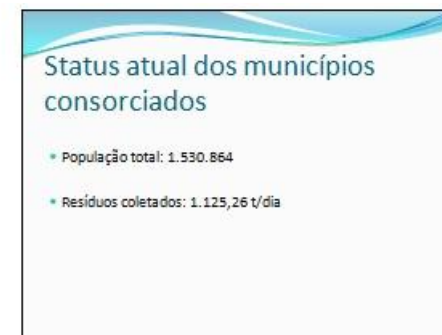 Status atual dos municípios
consorciados
• População total: 1.530.864
• Resíduos coletados: 1.125,26 t/dia